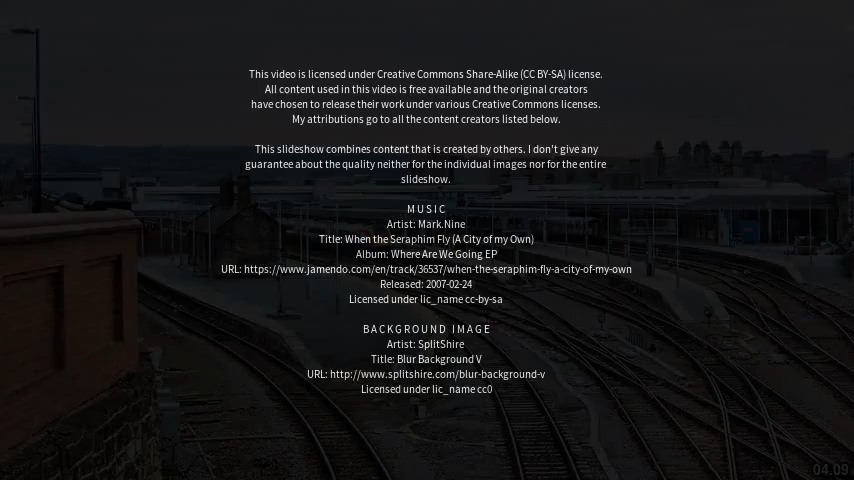 This video is licensed under Creative Commons Share-Alike (CC BY-SA) license.
All content used in this video is free available and the original creators
have chosen to release their work under various Creative Commons licenses.
My attributions go to all the content creators listed below.
This slideshow combines content that is created by others. I don't give any
guarantee about the quality neither for the individual images nor for the entire
slideshow.
MUSIC
Artist: Mark.Nine
Title: When the Seraphim Fly (A City of my Own)
Album: Where Are We Going EP
URL: https://www.jamendo.com/en/track/36537/when-the-seraphim-fly-a-city-of-my-own
Released: 2007-02-24
Licensed under lic_name cc-by-sa
BACKGROUND IMAGE
Artist: SplitShire
Title: Blur Background V
URL: http://www.splitshire.com/blur-background-v
Licensed under lic_name cc0
04.09